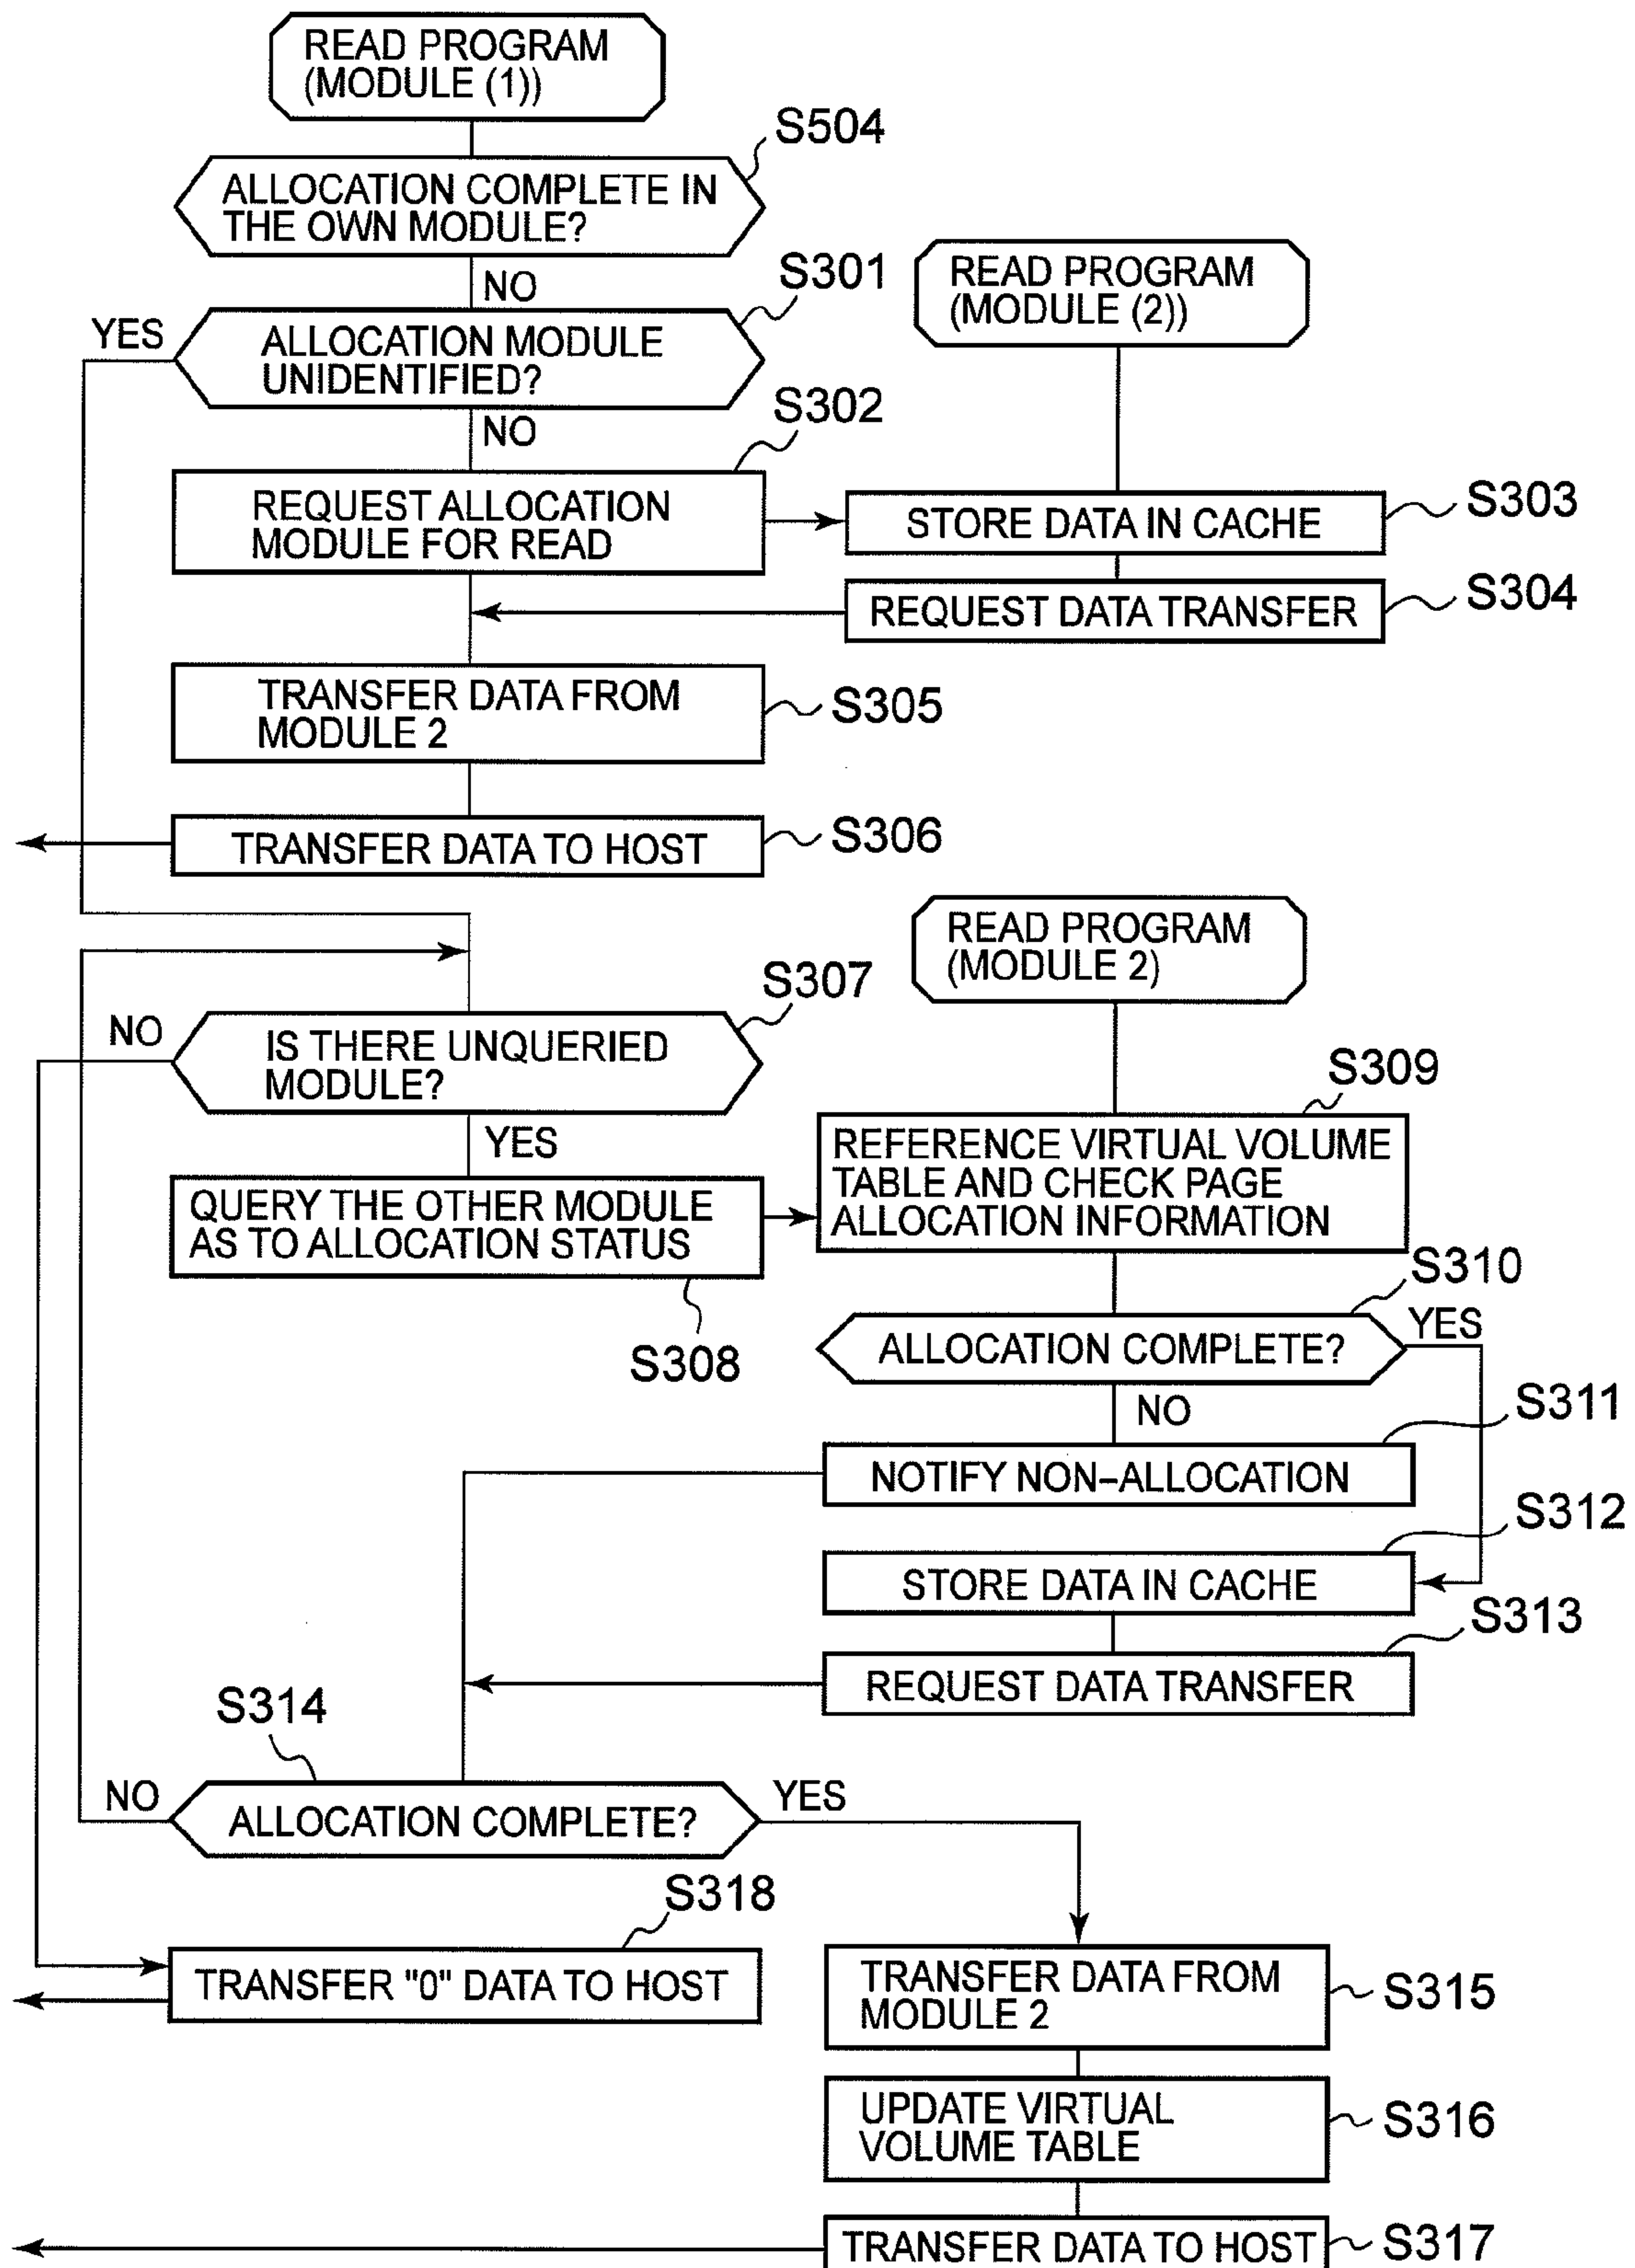 READ PROGRAM
(MODULE (1))
S504
ALLOCATION COMPLETE IN
THE OWN MODULE?
NO
S301
READ PROGRAM
(MODULE (2))
YES
ALLOCATION MODULE
UNIDENTIFIED?
NO
S302
REQUEST ALLOCATION
MODULE FOR READ
STORE DATA IN CACHE
S303
REQUEST DATA TRANSFER
S304
TRANSFER DATA FROM
MODULE 2
S305
TRANSFER DATA TO HOST
S306
READ PROGRAM
(MODULE 2)
S307
NO
IS THERE UNQUERIED
MODULE?
YES
S309
REFERENCE VIRTUAL VOLUME
TABLE AND CHECK PAGE
ALLOCATION INFORMATION
QUERY THE OTHER MODULE
AS TO ALLOCATION STATUS
S308
S310
ALLOCATION COMPLETE?
YES
NO
S311
NOTIFY NON-ALLOCATION
S312
STORE DATA IN CACHE
S313
REQUEST DATA TRANSFER
S314
NO
ALLOCATION COMPLETE?
YES
S318
TRANSFER "0" DATA TO HOST
TRANSFER DATA FROM
MODULE 2
S315
UPDATE VIRTUAL
VOLUME TABLE
S316
TRANSFER DATA TO HOST
S317